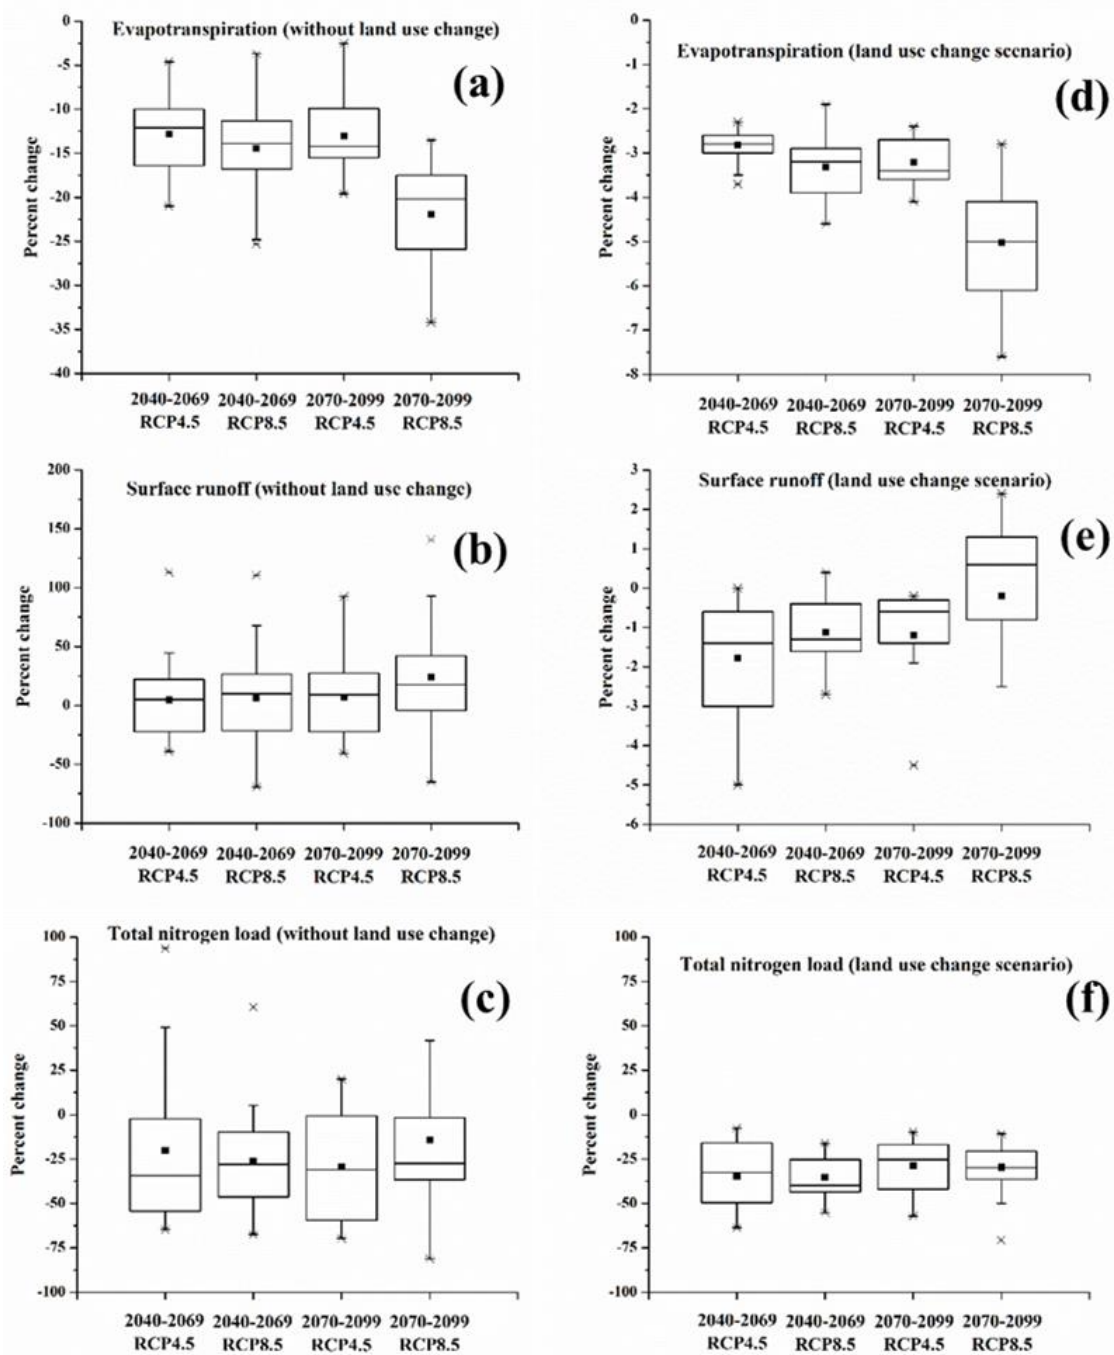 Evapotranspiration (without land use change)
(a)
Percent change
0
-5
-10
-15
-20
-25
-30
-35
-40
2040-2069 2040-2069 2070-2099 2070-2099
RCP4.5 RCP8.5 RCP4.5 RCP8.5
Evapotranspiration (land use change scenario)
(d)
Percent change
-0
-1
-2
-3
-4
-5
-6
-7
-8
2040-2069 2040-2069 2070-2099 2070-2099
RCP4.5 RCP8.5 RCP4.5 RCP8.5
Surface runoff (without land use change)
(b)
Percent change
200
150
100
50
0
-50
-100
2040-2069 2040-2069 2070-2099 2070-2099
RCP4.5 RCP8.5 RCP4.5 RCP8.5
Surface runoff (land use change scenario)
(e)
Percent change
3
2
1
0
-1
-2
-3
-4
-5
-6
2040-2069 2040-2069 2070-2099 2070-2099
RCP4.5 RCP8.5 RCP4.5 RCP8.5
Total nitrogen load (without land use change)
(c)
Percent change
100
75
50
25
0
-25
-50
-75
-100
2040-2069 2040-2069 2070-2099 2070-2099
RCP4.5 RCP8.5 RCP4.5 RCP8.5
Total nitrogen load (land use change scenario)
(f)
Percent change
100
75
50
25
0
-25
-50
-75
-100
2040-2069 2040-2069 2070-2099 2070-2099
RCP4.5 RCP8.5 RCP4.5 RCP8.5